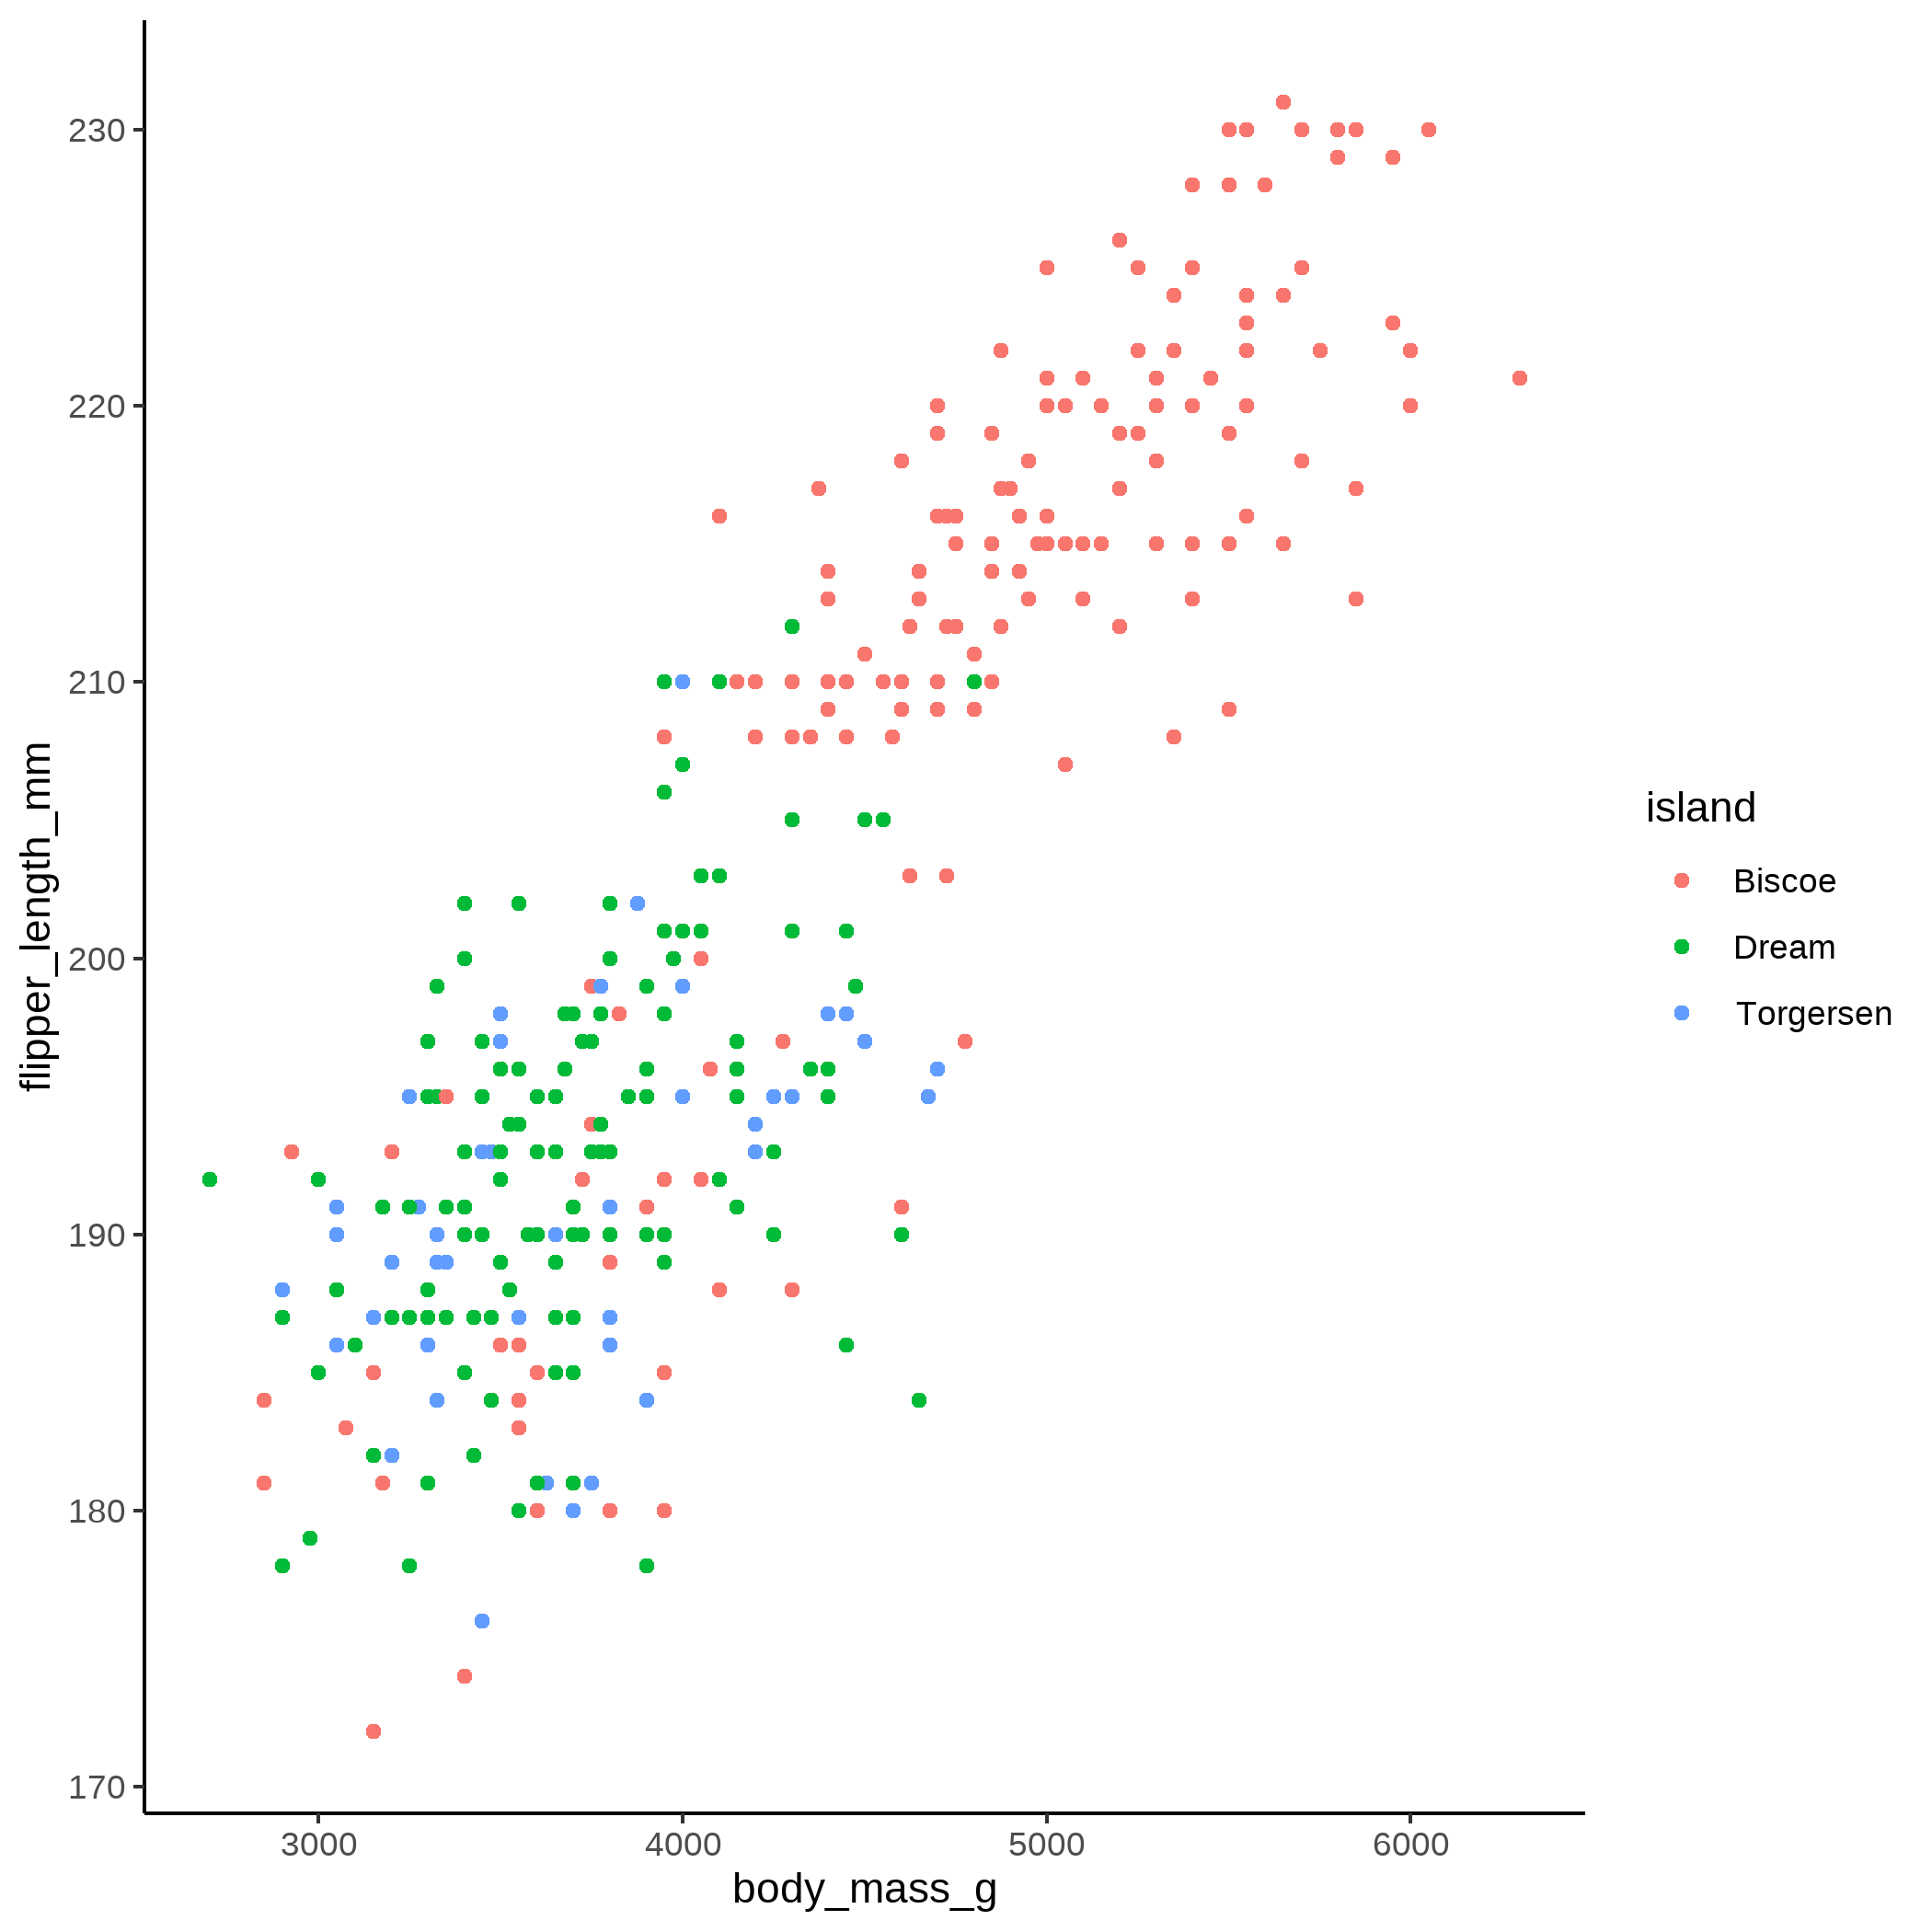 flipper_length_mm
230
220
210
200
190
180
170
3000 4000 5000 6000
body_mass_g
island
Biscoe
Dream
Torgersen